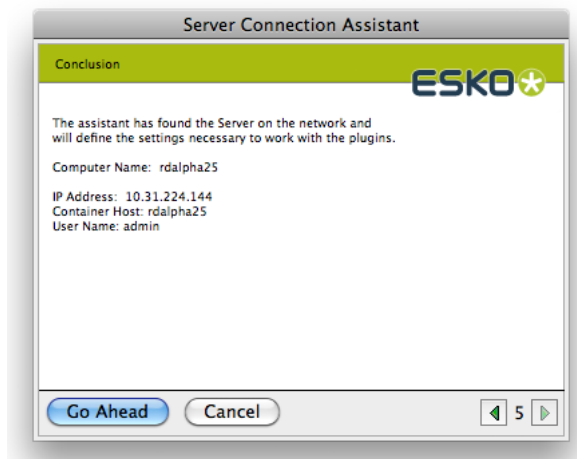 Server Connection Assistant
Conclusion
ESKO
The assistant has found the Server on the network and
will define the settings necessary to work with the plugins.
Computer Name: rdalpha25
IP Address: 10.31.224.144
Container Host: rdalpha25
User Name: admin
Go Ahead
Cancel
5